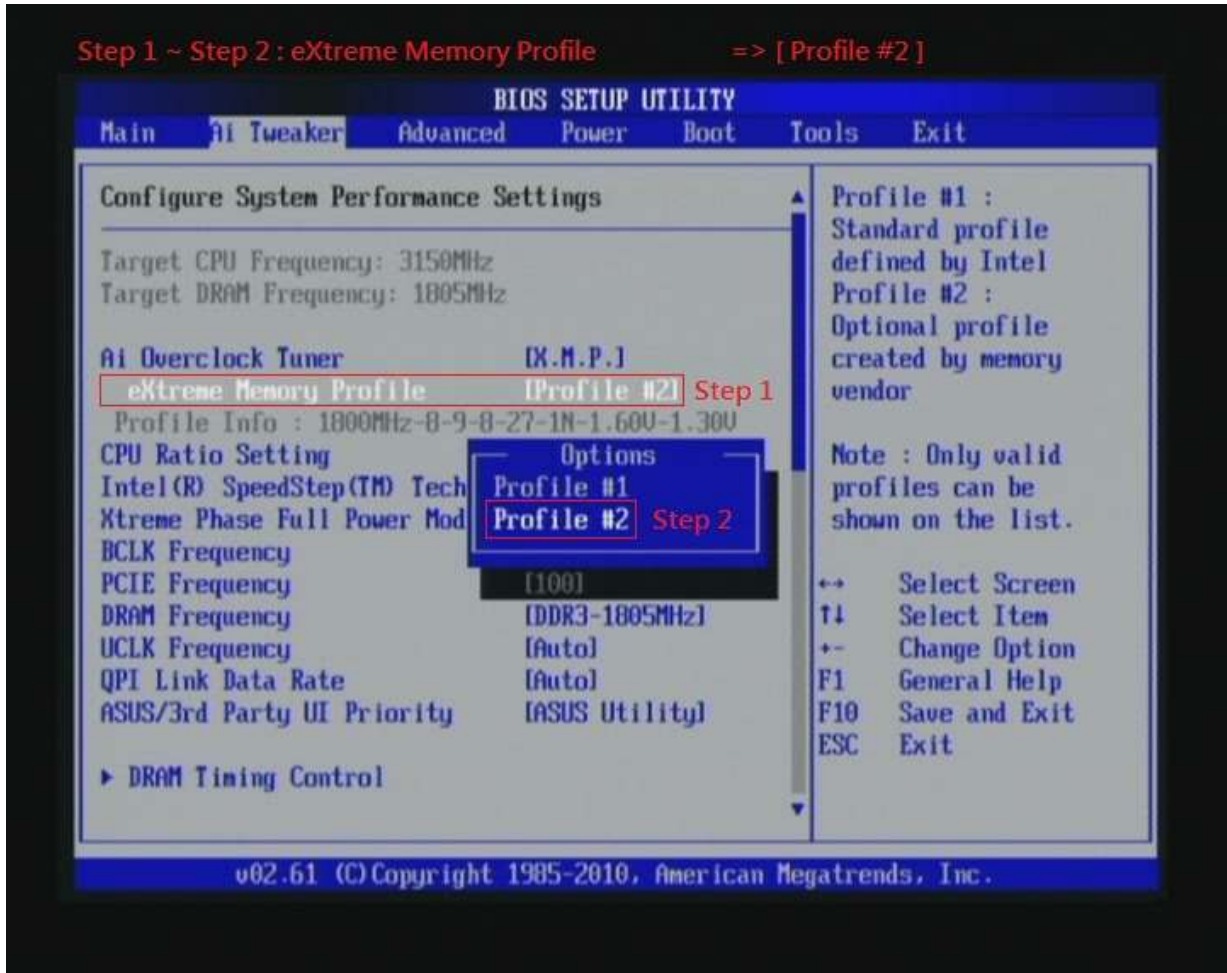 Step 1 ~ Step 2 : eXtreme Memory Profile => [ Profile #2 ]
BIOS SETUP UTILITY
Main Ai Tweaker Advanced Power Boot Tools Exit
Configure System Performance Settings
Target CPU Frequency: 3150MHz
Target DRAM Frequency: 1805MHz
Ai Overclock Tuner [X.M.P.]
eXtreme Memory Profile [Profile #2] Step 1
Profile Info : 1800MHz-8-9-8-27-1N-1.60V-1.30V
CPU Ratio Setting
Intel(R) SpeedStep(TM) Tech
Xtreme Phase Full Power Mod
BCLK Frequency
PCIE Frequency [100]
DRAM Frequency [DDR3-1805MHz]
UCLK Frequency [Auto]
QPI Link Data Rate [Auto]
ASUS/3rd Party UI Priority [ASUS Utility]
▶ DRAM Timing Control
Options
Profile #1
Profile #2 Step 2
Profile #1 :
Standard profile
defined by Intel
Profile #2 :
Optional profile
created by memory
vendor
Note : Only valid
profiles can be
shown on the list.
←→ Select Screen
↑↓ Select Item
+- Change Option
F1 General Help
F10 Save and Exit
ESC Exit
v02.61 (C)Copyright 1985-2010, American Megatrends, Inc.